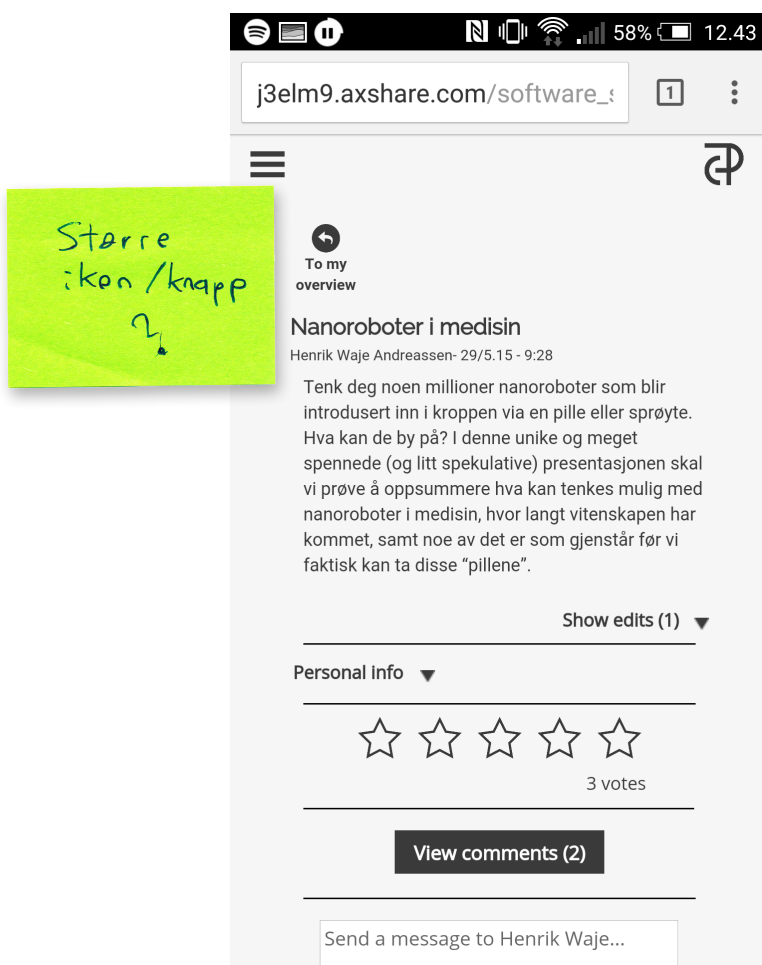 58% 12.43
j3elm9.axshare.com/software_s
1
Større
ikon/knapp
?
To my
overview
Nanoroboter i medisin
Henrik Waje Andreassen- 29/5.15 - 9:28
Tenk deg noen millioner nanoroboter som blir
introdusert inn i kroppen via en pille eller sprøyte.
Hva kan de by på? I denne unike og meget
spennede (og litt spekulative) presentasjonen skal
vi prøve å oppsummere hva kan tenkes mulig med
nanoroboter i medisin, hvor langt vitenskapen har
kommet, samt noe av det er som gjenstår før vi
faktisk kan ta disse “pillene”.
Show edits (1)
Personal info
3 votes
View comments (2)
Send a message to Henrik Waje...